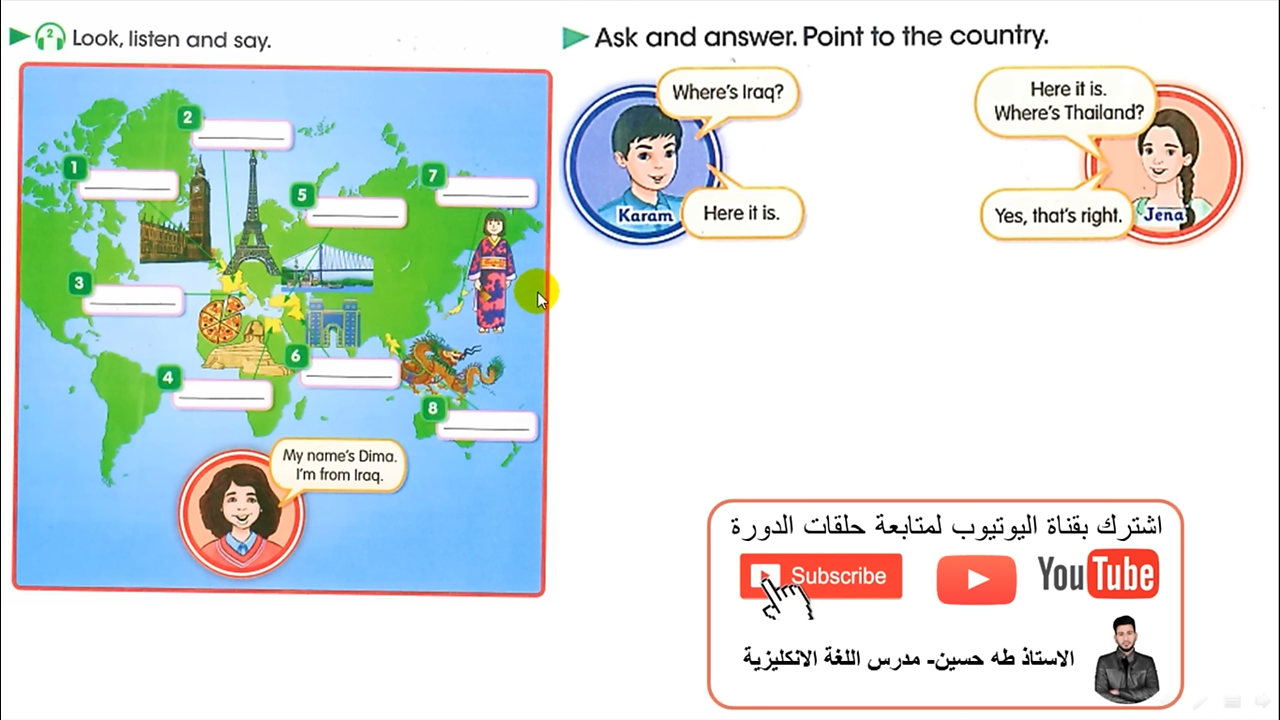 2 Look, listen and say.
1
2
3
4
5
6
7
8
My name's Dima.
I'm from Iraq.
Ask and answer. Point to the country.
Where's Iraq?
Here it is.
Where's Thailand?
Karam
Here it is.
Yes, that's right.
Jena
اشترك بقناة اليوتيوب لمتابعة حلقات الدورة
Subscribe
YouTube
الاستاذ طه حسين- مدرس اللغة الانكليزية